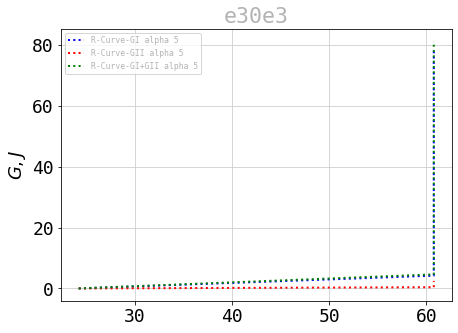 e30e3
R-Curve-GI alpha 5
R-Curve-GII alpha 5
R-Curve-GI+GII alpha 5
80
60
40
20
0
G, J
30 40 50 60